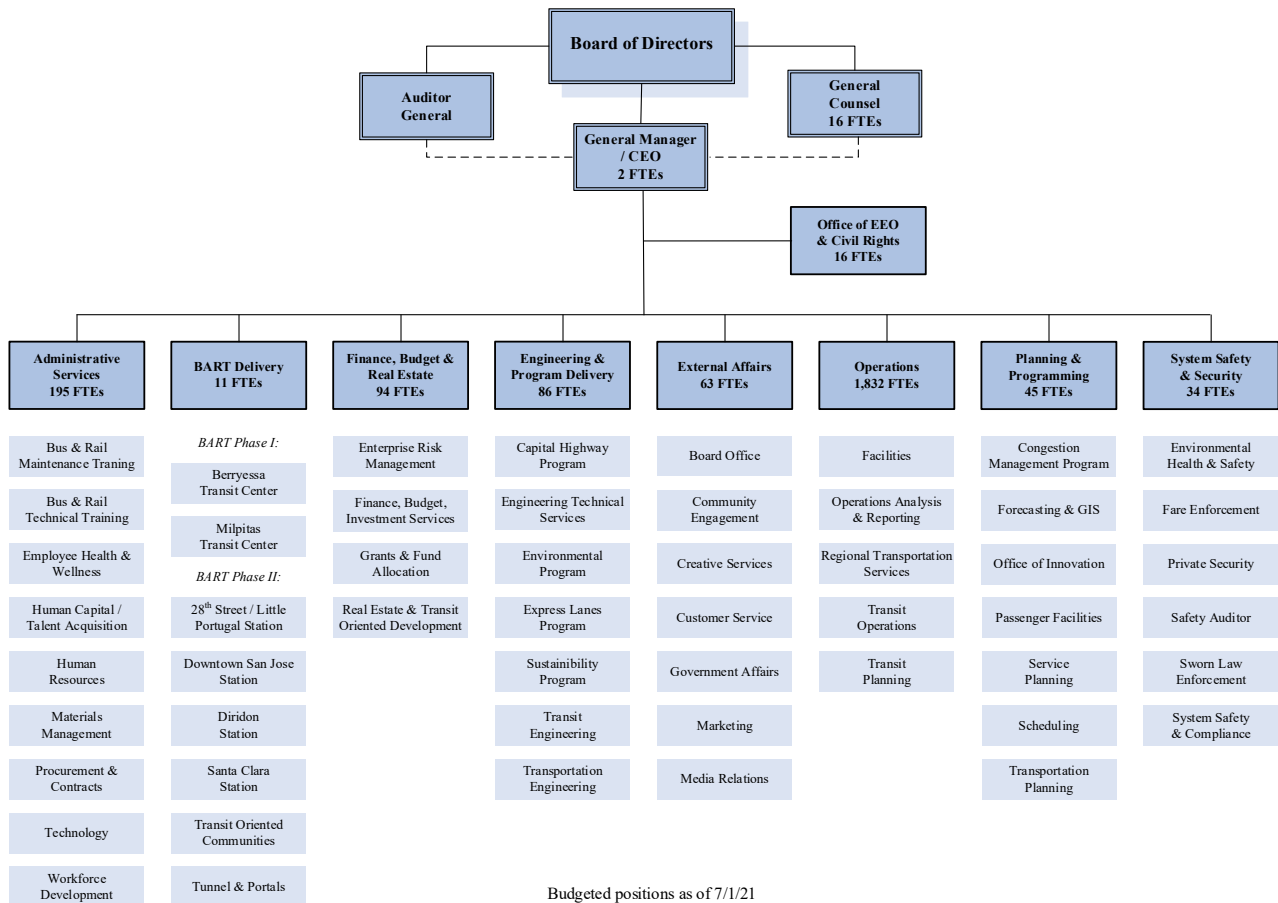 Board of Directors
Auditor
General
General
Counsel
16 FTEs
General Manager
/ CEO
2 FTEs
Office of EEO
& Civil Rights
16 FTEs
Administrative
Services
195 FTEs
BART Delivery
11 FTEs
Finance, Budget &
Real Estate
94 FTEs
Engineering &
Program Delivery
86 FTEs
External Affairs
63 FTEs
Operations
1,832 FTEs
Planning &
Programming
45 FTEs
System Safety
& Security
34 FTEs
Bus & Rail
Maintenance Traning
Bus & Rail
Technical Training
Employee Health &
Wellness
Human Capital /
Talent Acquisition
Human
Resources
Materials
Management
Procurement &
Contracts
Technology
Workforce
Development
BART Phase I:
Berryessa
Transit Center
Milpitas
Transit Center
BART Phase II:
28th Street / Little
Portugal Station
Downtown San Jose
Station
Diridon
Station
Santa Clara
Station
Transit Oriented
Communities
Tunnel & Portals
Enterprise Risk
Management
Finance, Budget,
Investment Services
Grants & Fund
Allocation
Real Estate & Transit
Oriented Development
Capital Highway
Program
Engineering Technical
Services
Environmental
Program
Express Lanes
Program
Sustainibility
Program
Transit
Engineering
Transportation
Engineering
Board Office
Community
Engagement
Creative Services
Customer Service
Government Affairs
Marketing
Media Relations
Facilities
Operations Analysis
& Reporting
Regional Transportation
Services
Transit
Operations
Transit
Planning
Congestion
Management Program
Forecasting & GIS
Office of Innovation
Passenger Facilities
Service
Planning
Scheduling
Transportation
Planning
Environmental
Health & Safety
Fare Enforcement
Private Security
Safety Auditor
Sworn Law
Enforcement
System Safety
& Compliance
Budgeted positions as of 7/1/21